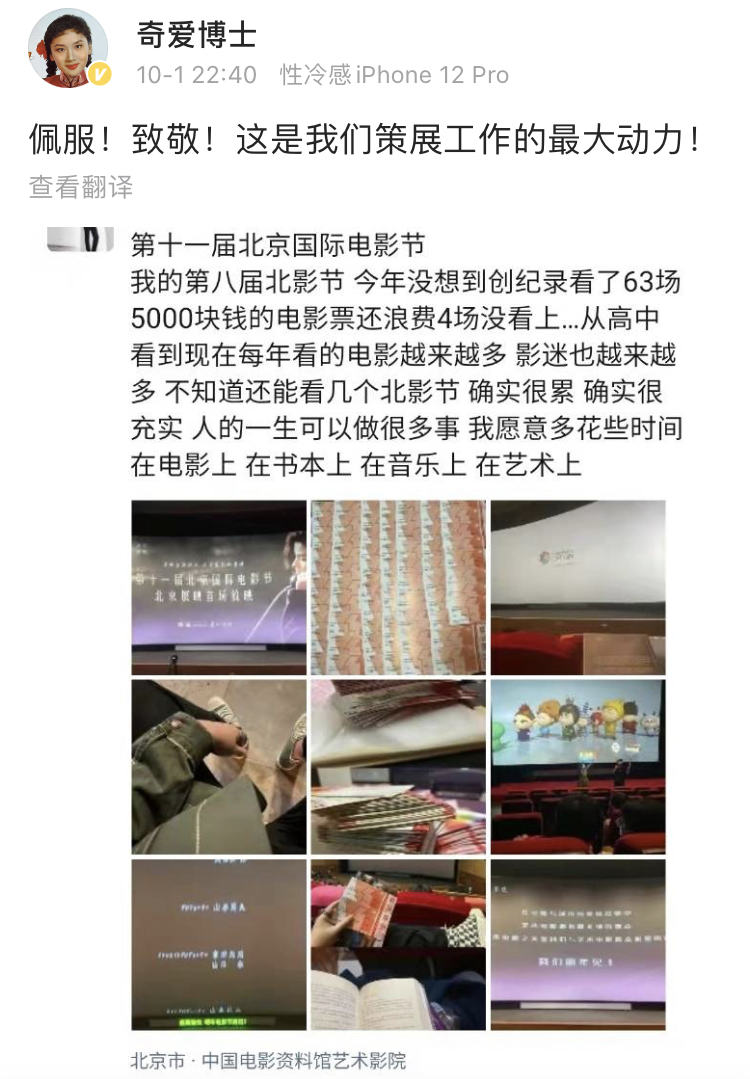 奇爱博士
10-1 22:40 性冷感iPhone 12 Pro
佩服！致敬！这是我们策展工作的最大动力！
查看翻译
第十一届北京国际电影节
我的第八届北影节 今年没想到创纪录看了63场
5000块钱的电影票还浪费4场没看上...从高中
看到现在每年看的电影越来越多 影迷也越来越
多 不知道还能看几个北影节 确实很累 确实很
充实 人的一生可以做很多事 我愿意多花些时间
在电影上 在书本上 在音乐上 在艺术上
第十一届北京国际电影节
北京展映首场放映
我们明年见！
北京市 · 中国电影资料馆艺术影院